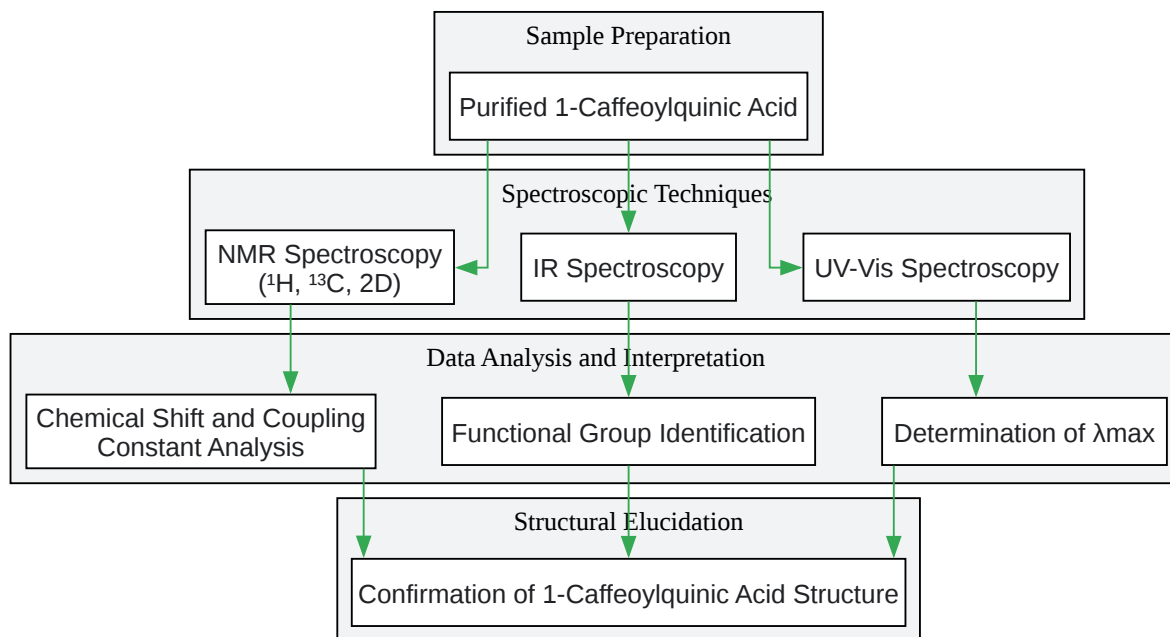 Sample Preparation
Purified 1-Caffeoylquinic Acid
Spectroscopic Techniques
NMR Spectroscopy
(¹H, ¹³C, 2D)
IR Spectroscopy
UV-Vis Spectroscopy
Data Analysis and Interpretation
Chemical Shift and Coupling
Constant Analysis
Functional Group Identification
Determination of λmax
Structural Elucidation
Confirmation of 1-Caffeoylquinic Acid Structure